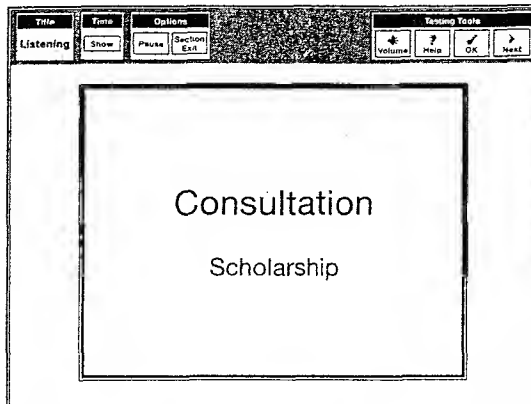 Title
Listening
Time
Show
Options
Pause
Section
Exit
Testing Tools
Volume
Help
OK
Next
Consultation
Scholarship